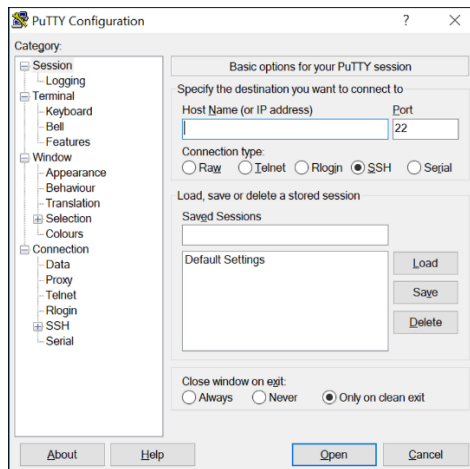 PuTTY Configuration
Category:
Session
Logging
Terminal
Keyboard
Bell
Features
Window
Appearance
Behaviour
Translation
Selection
Colours
Connection
Data
Proxy
Telnet
Rlogin
SSH
Serial
Basic options for your PuTTY session
Specify the destination you want to connect to
Host Name (or IP address) Port
22
Connection type:
Raw Telnet Rlogin SSH Serial
Load, save or delete a stored session
Saved Sessions
Default Settings
Load
Save
Delete
Close window on exit:
Always Never Only on clean exit
About Help Open Cancel